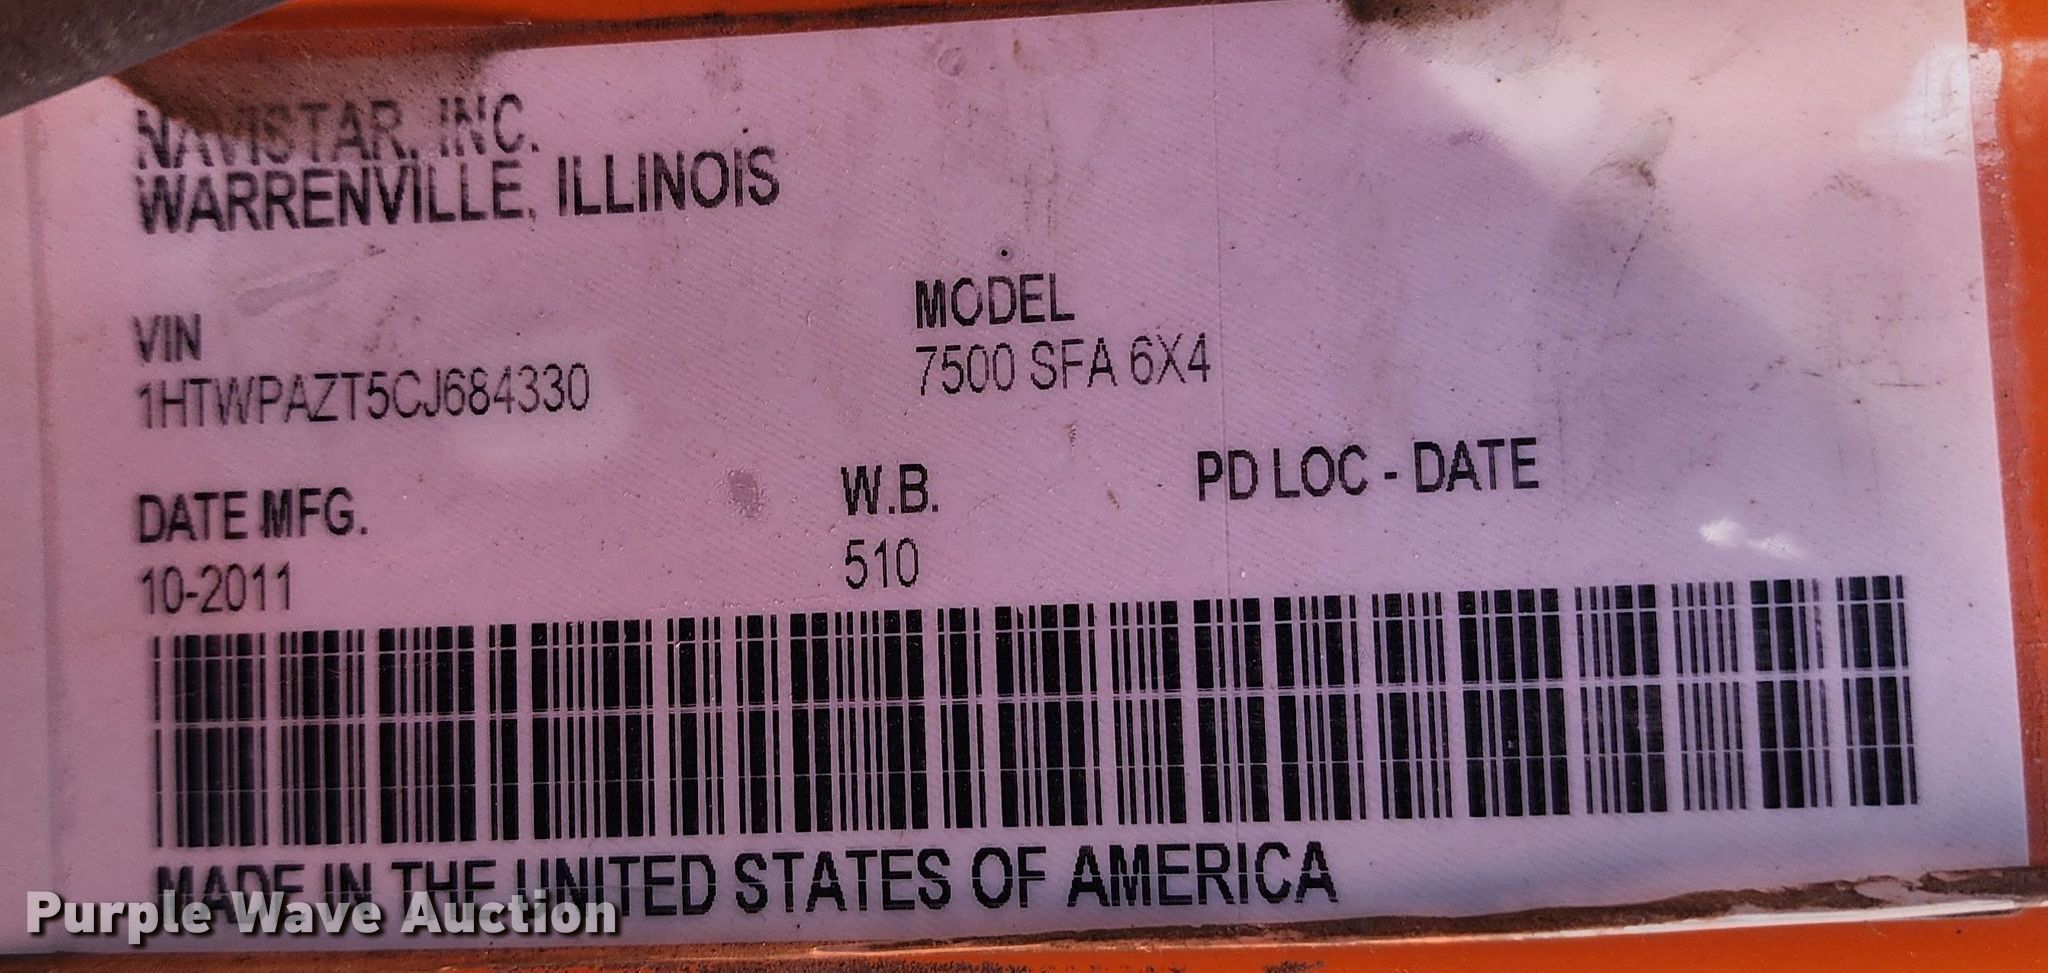 NAVISTAR, INC.
WARRENVILLE, ILLINOIS
VIN
1HTWPAZT5CJ684330
MODEL
7500 SFA 6X4
DATE MFG.
10-2011
W.B.
510
PD LOC - DATE
MADE IN THE UNITED STATES OF AMERICA
Purple Wave Auction